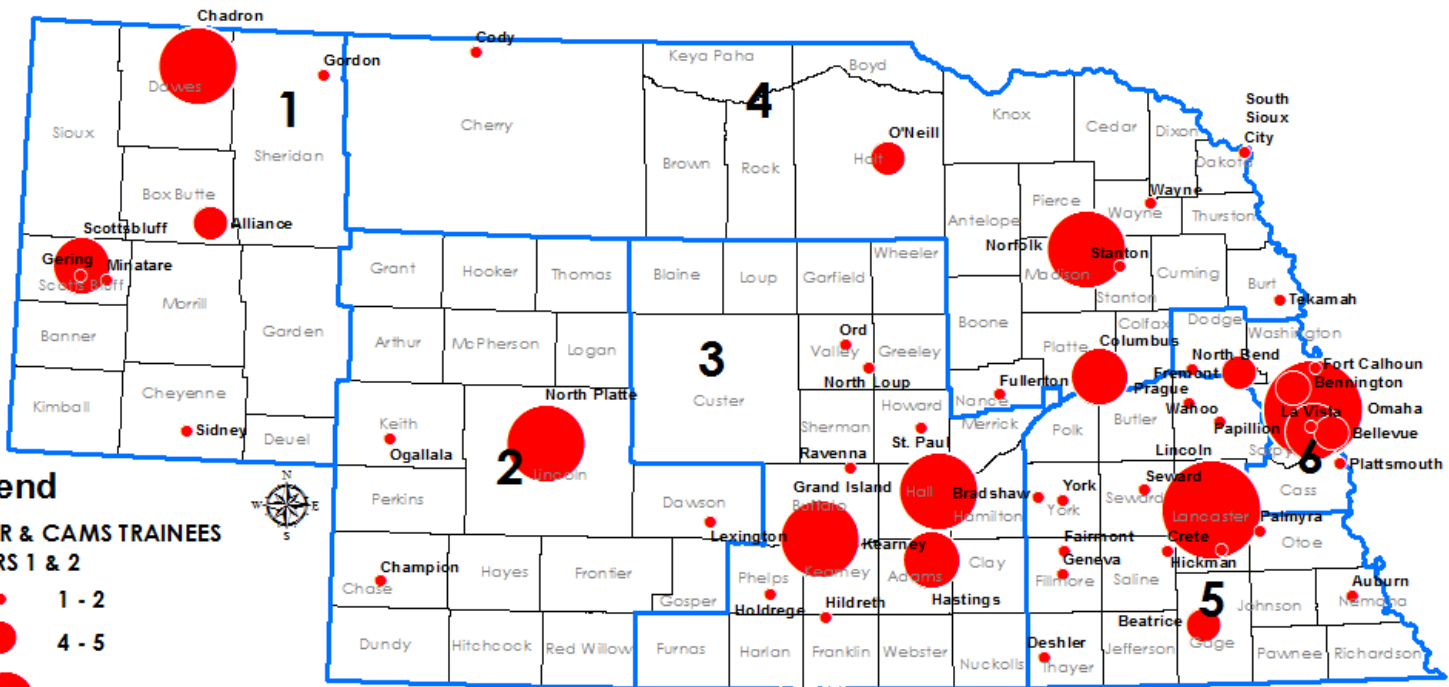 Chadron
Cody
Gordon
Dawes
1
Sioux
Sheridan
Cherry
Keya Paha
Boyd
4
Brown
Rock
Holt
O'Neill
Knox
Cedar
Dixon
South
Sioux
City
Dakota
Box Butte
Alliance
Scottsbluff
Gering
Minatare
Scotts Bluff
Morrill
Banner
Garden
Kimball
Cheyenne
Sidney
Deuel
Antelope
Pierce
Wayne
Wayne
Thurston
Norfolk
Madison
Stanton
Stanton
Cuming
Burt
Tekamah
Grant
Hooker
Thomas
Blaine
Loup
Garfield
Wheeler
Arthur
McPherson
Logan
3
Custer
Ord
Valley
Greeley
North Loup
Boone
Platte
Colfax
Columbus
Dodge
Washington
North Bend
Fremont
Fort Calhoun
Bennington
Omaha
La Vista
Papillion
Bellevue
Sarpy
6
Plattsmouth
Cass
Prague
Wahoo
Butler
Polk
Fullerton
Nance
Merrick
Howard
Sherman
St. Paul
Ravenna
Keith
Ogallala
North Platte
2
Lincoln
Perkins
Dawson
Lexington
Grand Island
Buffalo
Hall
Bradshaw
Hamilton
York
York
Seward
Seward
Lincoln
Lancaster
Palmyra
Otoe
Kearney
Kearney
Adams
Clay
Hastings
Fairmont
Geneva
Fillmore
Saline
Crete
Hickman
Champion
Chase
Hayes
Frontier
Gosper
Phelps
Holdrege
Hildreth
5
Johnson
Auburn
Nemaha
Beatrice
Gage
Dundy
Hitchcock
Red Willow
Furnas
Harlan
Franklin
Webster
Nuckolls
Deshler
Thayer
Jefferson
Pawnee
Richardson
N
W
E
S
end
R & CAMS TRAINEES
RS 1 & 2
1 - 2
4 - 5